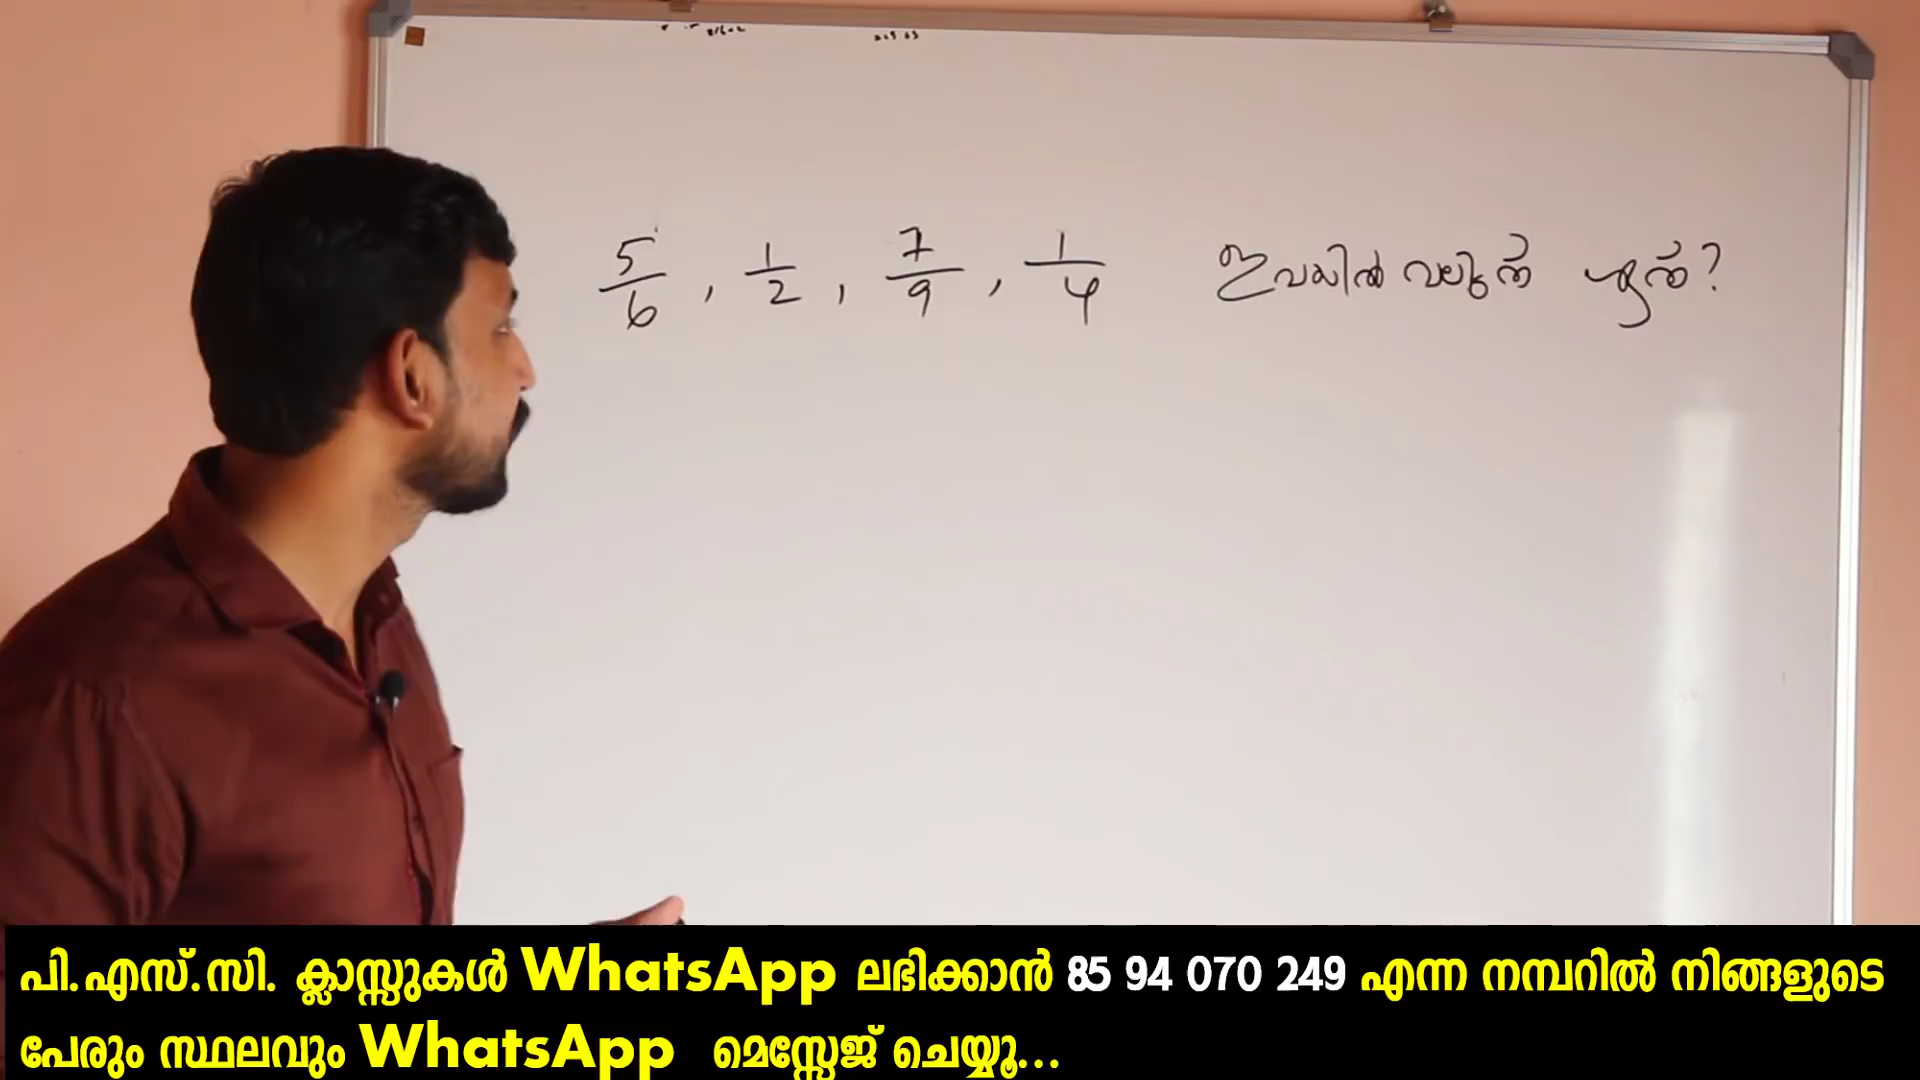 5/6, 1/2, 7/9, 1/4 ഇവയിൽ വലുത് ഏത്?
പി.എസ്.സി. ക്ലാസ്സുകൾ WhatsApp ലഭിക്കാൻ 85 94 070 249 എന്ന നമ്പറിൽ നിങ്ങളുടെ
പേരും സ്ഥലവും WhatsApp മെസ്സേജ് ചെയ്യൂ...